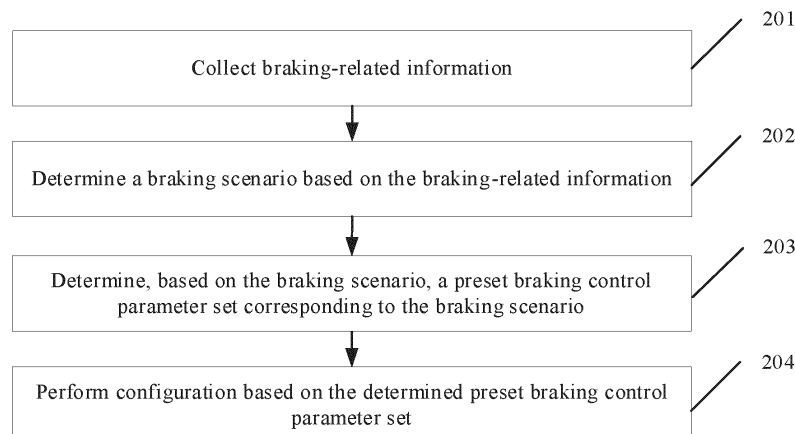 201
Collect braking-related information
202
Determine a braking scenario based on the braking-related information
203
Determine, based on the braking scenario, a preset braking control
parameter set corresponding to the braking scenario
204
Perform configuration based on the determined preset braking control
parameter set